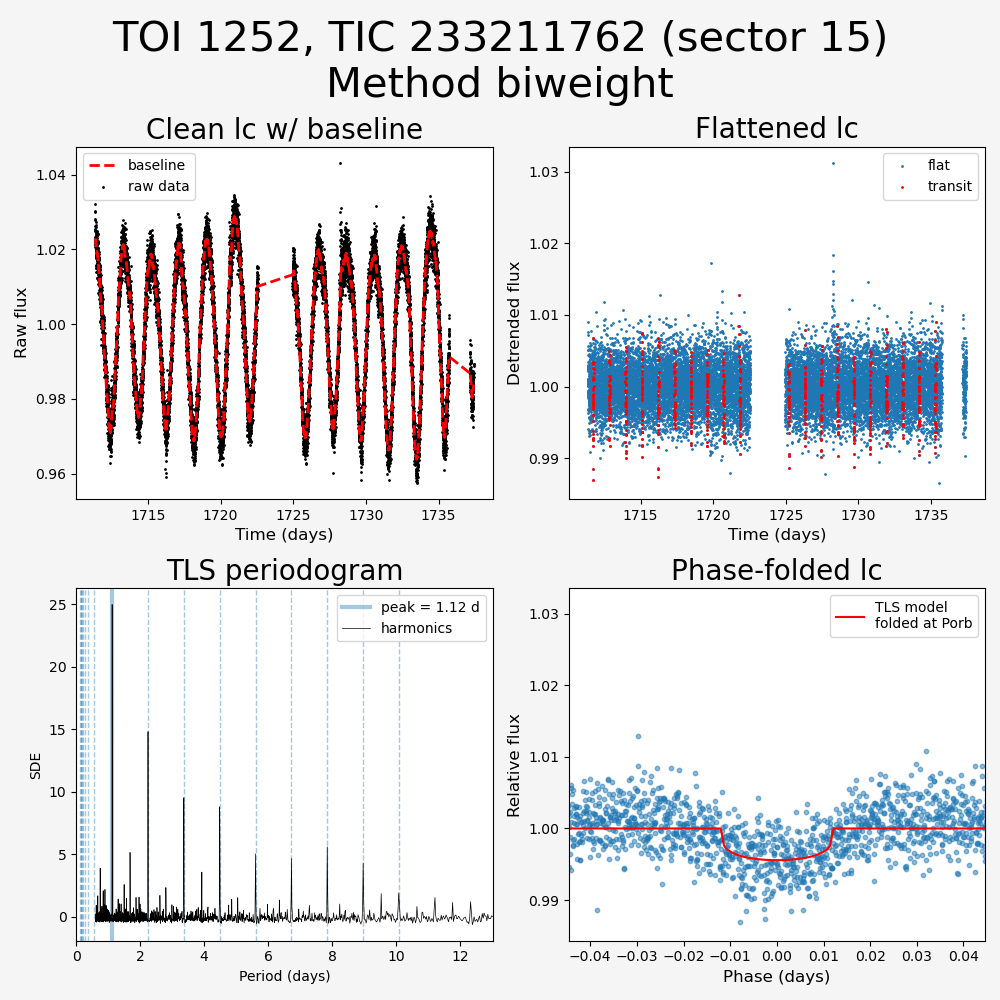 TOI 1252, TIC 233211762 (sector 15)
Method biweight
Clean lc w/ baseline
baseline
raw data
1.04
1.02
1.00
0.98
0.96
Raw flux
1715
1720
1725
1730
1735
Time (days)
Flattened lc
flat
transit
1.03
1.02
1.01
1.00
0.99
Detrended flux
1715
1720
1725
1730
1735
Time (days)
TLS periodogram
peak = 1.12 d
harmonics
25
20
15
10
5
0
SDE
0
2
4
6
8
10
12
Period (days)
Phase-folded lc
TLS model
folded at Porb
1.03
1.02
1.01
1.00
0.99
Relative flux
−0.04
−0.03
−0.02
−0.01
0.00
0.01
0.02
0.03
0.04
Phase (days)